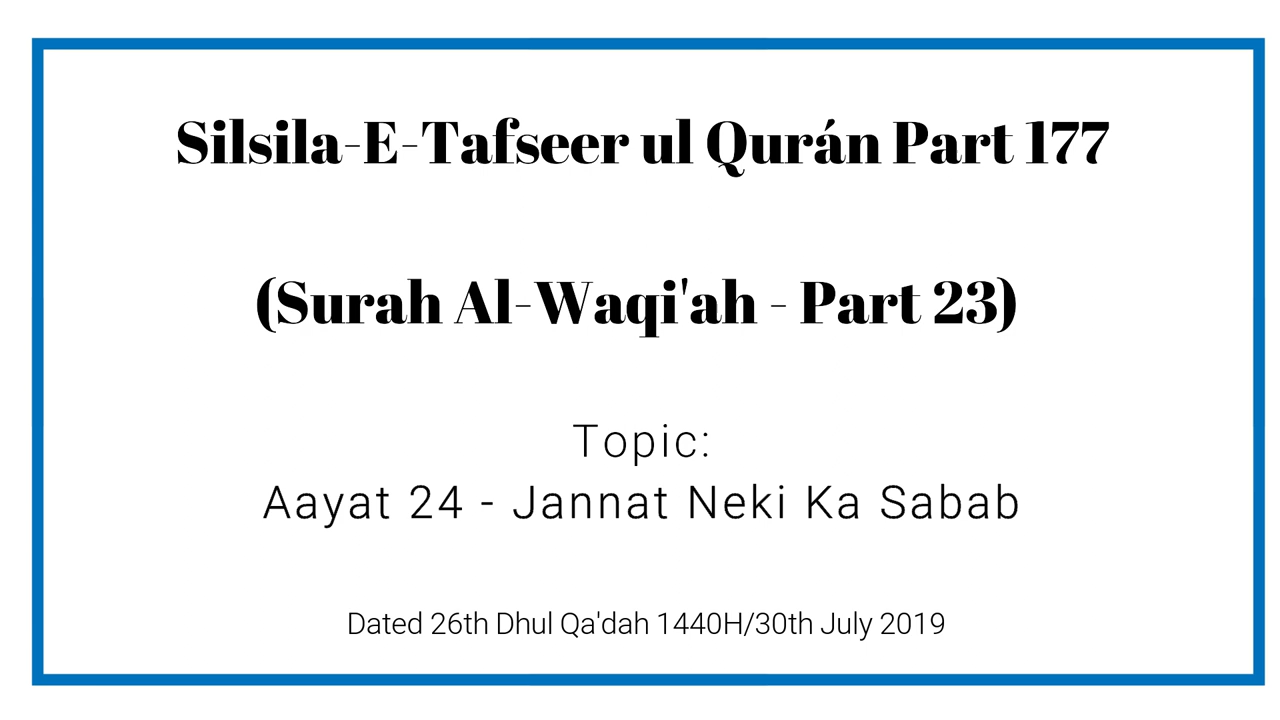 Silsila-E-Tafseer ul Qurán Part 177
(Surah Al-Waqi'ah - Part 23)
Topic:
Aayat 24 - Jannat Neki Ka Sabab
Dated 26th Dhul Qa'dah 1440H/30th July 2019